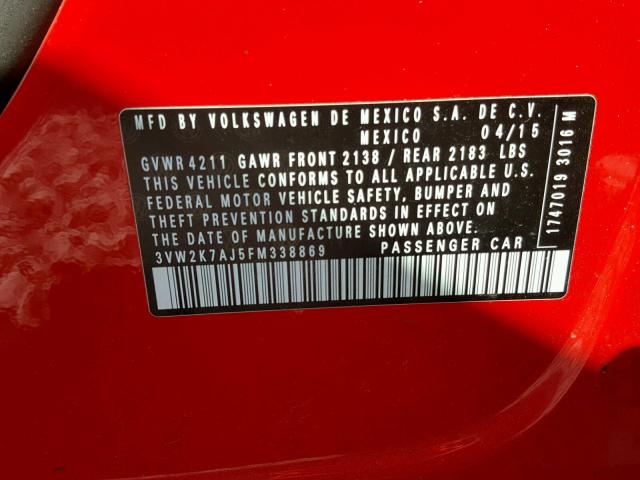 MFD BY VOLKSWAGEN DE MEXICO S.A. DE C.V.
MEXICO 04/15
GVWR 4211 GAWR FRONT 2138 / REAR 2183 LBS
THIS VEHICLE CONFORMS TO ALL APPLICABLE U.S.
FEDERAL MOTOR VEHICLE SAFETY, BUMPER AND
THEFT PREVENTION STANDARDS IN EFFECT ON
THE DATE OF MANUFACTURE SHOWN ABOVE.
3VW2K7AJ5FM338869 PASSENGER CAR
1747019 3016 M